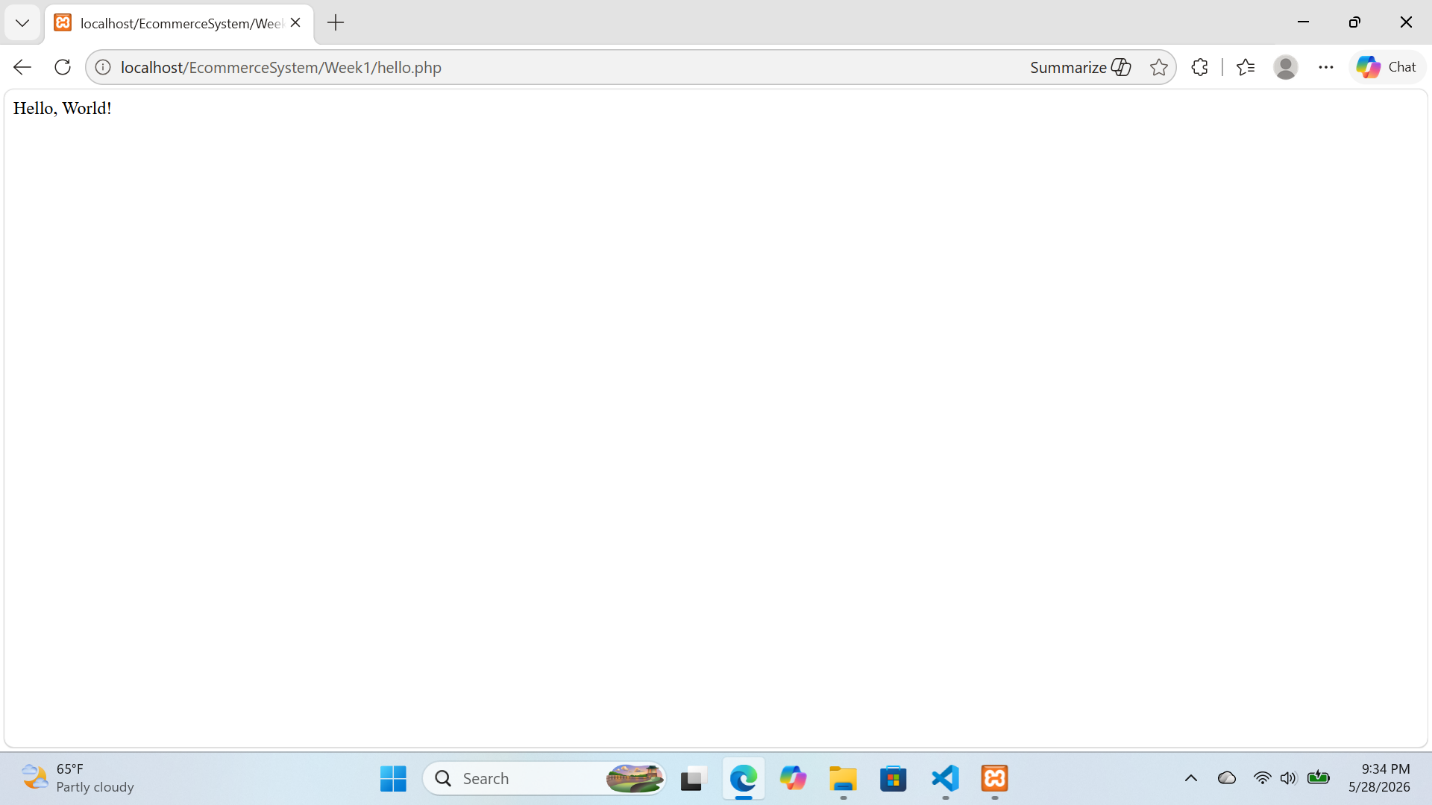 localhost/EcommerceSystem/Wee
localhost/EcommerceSystem/Week1/hello.php
Summarize
Chat
Hello, World!
65°F
Partly cloudy
Search
9:34 PM
5/28/2026